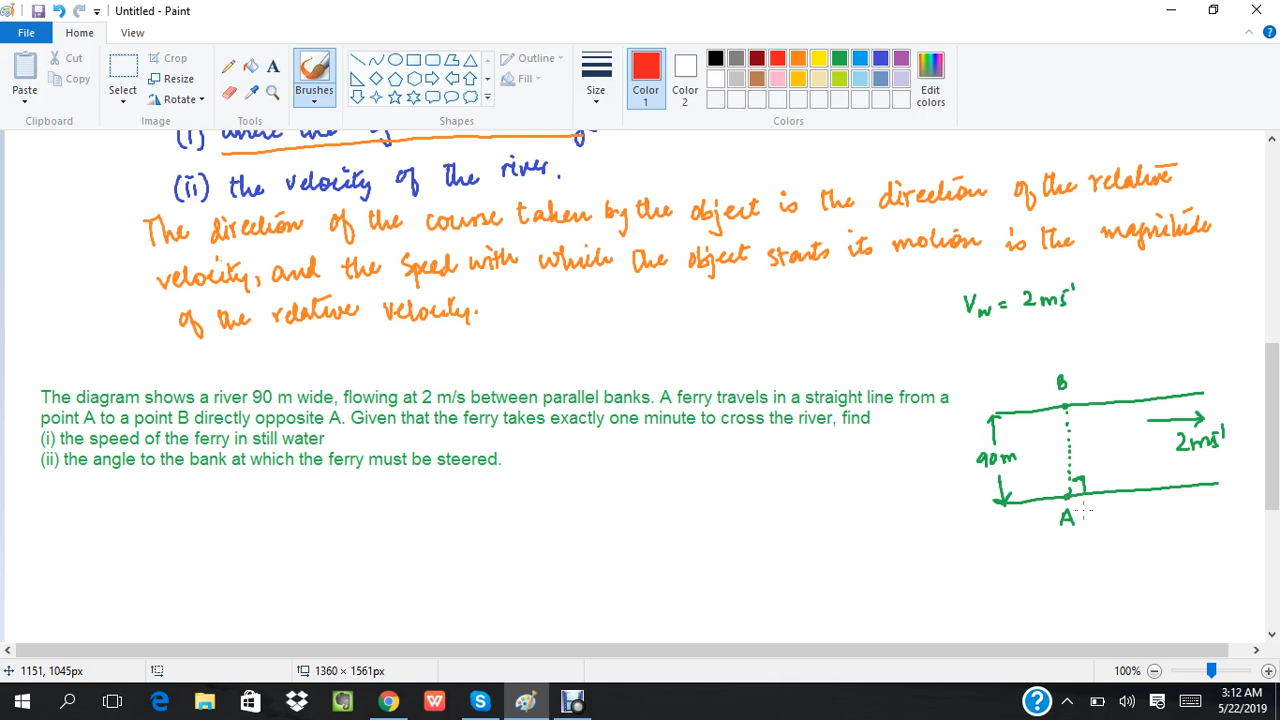 Untitled - Paint
File Home View
Paste
Cut
Copy
Clipboard
Select
Crop
Resize
Rotate
Image
Tools
Brushes
Outline
Fill
Shapes
Size
Color 1
Color 2
Edit colors
Colors
(i)
(ii) the velocity of the river.
The direction of the course taken by the object is the direction of the relative
velocity, and the speed with which the object starts its motion is the magnitude
of the relative velocity.
Vw = 2ms⁻¹
The diagram shows a river 90 m wide, flowing at 2 m/s between parallel banks. A ferry travels in a straight line from a
point A to a point B directly opposite A. Given that the ferry takes exactly one minute to cross the river, find
(i) the speed of the ferry in still water
(ii) the angle to the bank at which the ferry must be steered.
B
2ms⁻¹
90m
A
1151, 1045px
1360 × 1561px
100%
3:12 AM
5/22/2019